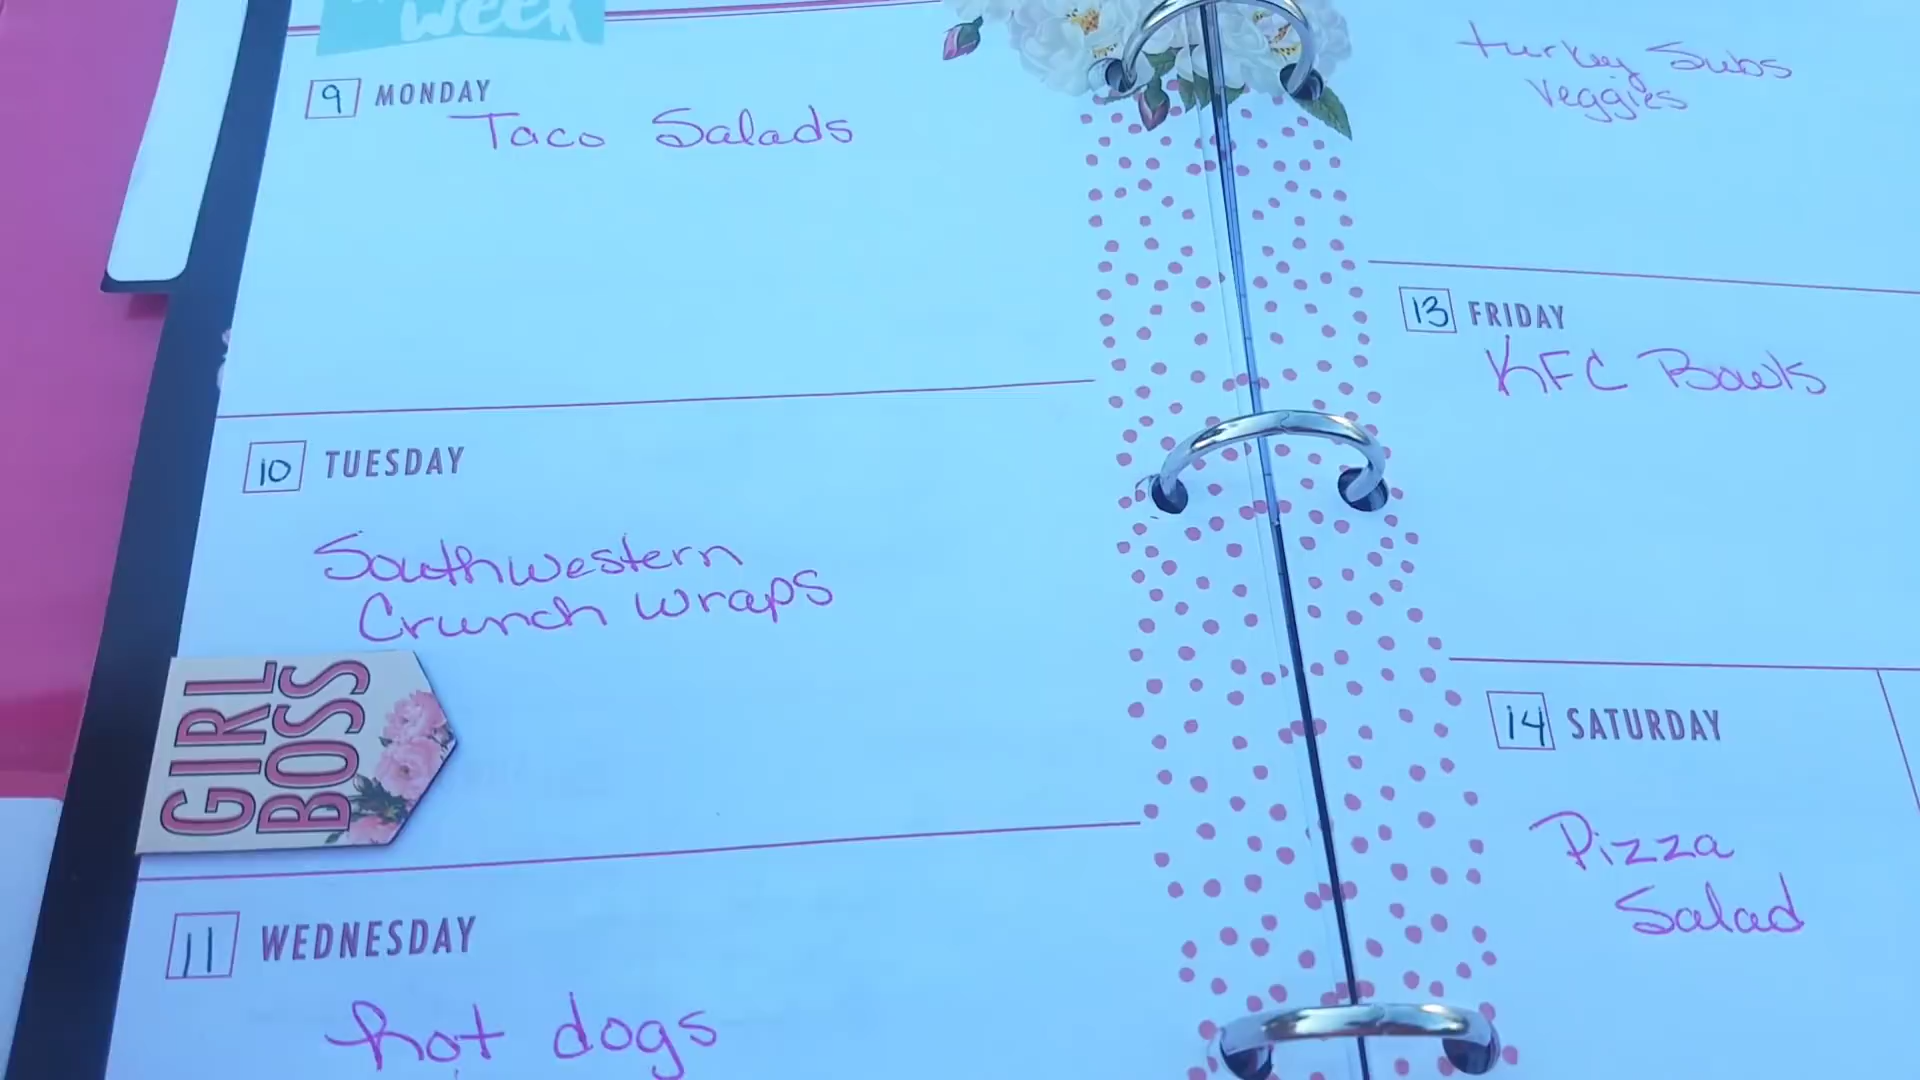 week
9 MONDAY
Taco Salads
10 TUESDAY
Southwestern
Crunch wraps
GIRL
BOSS
11 WEDNESDAY
hot dogs
turkey Subs
Veggies
13 FRIDAY
KFC Bowls
14 SATURDAY
Pizza
Salad